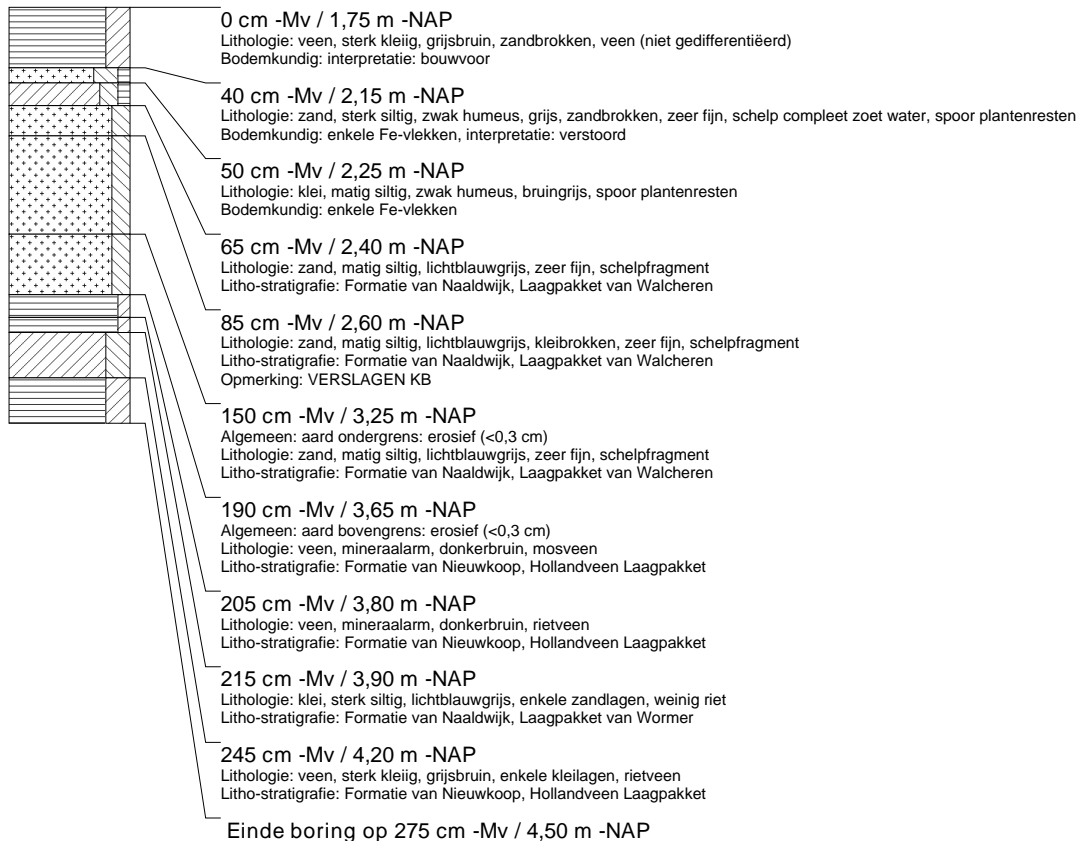 0 cm -Mv / 1,75 m -NAP
Lithologie: veen, sterk kleiig, grijsbruin, zandbrokken, veen (niet gedifferentiëerd)
Bodemkundig: interpretatie: bouwvoor
40 cm -Mv / 2,15 m -NAP
Lithologie: zand, sterk siltig, zwak humeus, grijs, zandbrokken, zeer fijn, schelp compleet zoet water, spoor plantenresten
Bodemkundig: enkele Fe-vlekken, interpretatie: verstoord
50 cm -Mv / 2,25 m -NAP
Lithologie: klei, matig siltig, zwak humeus, bruingrijs, spoor plantenresten
Bodemkundig: enkele Fe-vlekken
65 cm -Mv / 2,40 m -NAP
Lithologie: zand, matig siltig, lichtblauwgrijs, zeer fijn, schelpfragment
Litho-stratigrafie: Formatie van Naaldwijk, Laagpakket van Walcheren
85 cm -Mv / 2,60 m -NAP
Lithologie: zand, matig siltig, lichtblauwgrijs, kleibrokken, zeer fijn, schelpfragment
Litho-stratigrafie: Formatie van Naaldwijk, Laagpakket van Walcheren
Opmerking: VERSLAGEN KB
150 cm -Mv / 3,25 m -NAP
Algemeen: aard ondergrens: erosief (<0,3 cm)
Lithologie: zand, matig siltig, lichtblauwgrijs, zeer fijn, schelpfragment
Litho-stratigrafie: Formatie van Naaldwijk, Laagpakket van Walcheren
190 cm -Mv / 3,65 m -NAP
Algemeen: aard bovengrens: erosief (<0,3 cm)
Lithologie: veen, mineraalarm, donkerbruin, mosveen
Litho-stratigrafie: Formatie van Nieuwkoop, Hollandveen Laagpakket
205 cm -Mv / 3,80 m -NAP
Lithologie: veen, mineraalarm, donkerbruin, rietveen
Litho-stratigrafie: Formatie van Nieuwkoop, Hollandveen Laagpakket
215 cm -Mv / 3,90 m -NAP
Lithologie: klei, sterk siltig, lichtblauwgrijs, enkele zandlagen, weinig riet
Litho-stratigrafie: Formatie van Naaldwijk, Laagpakket van Wormer
245 cm -Mv / 4,20 m -NAP
Lithologie: veen, sterk kleiig, grijsbruin, enkele kleilagen, rietveen
Litho-stratigrafie: Formatie van Nieuwkoop, Hollandveen Laagpakket
Einde boring op 275 cm -Mv / 4,50 m -NAP